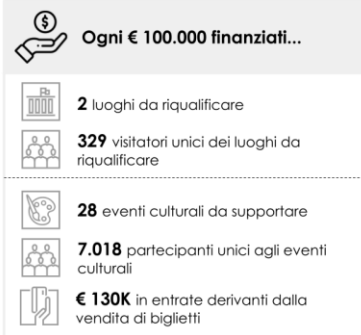 Ogni € 100.000 finanziati...
2 luoghi da riqualificare
329 visitatori unici dei luoghi da
riqualificare
28 eventi culturali da supportare
7.018 partecipanti unici agli eventi
culturali
€ 130K in entrate derivanti dalla
vendita di biglietti